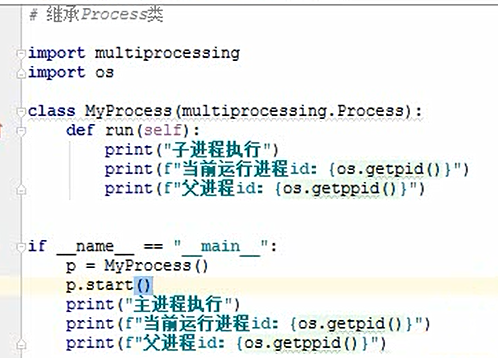 # 继承Process类
import multiprocessing
import os
class MyProcess(multiprocessing.Process):
    def run(self):
        print("子进程执行")
        print(f"当前运行进程id: {os.getpid()}")
        print(f"父进程id: {os.getppid()}")
if __name__ == "__main__":
    p = MyProcess()
    p.start()
    print("主进程执行")
    print(f"当前运行进程id: {os.getpid()}")
    print(f"父进程id: {os.getppid()}")